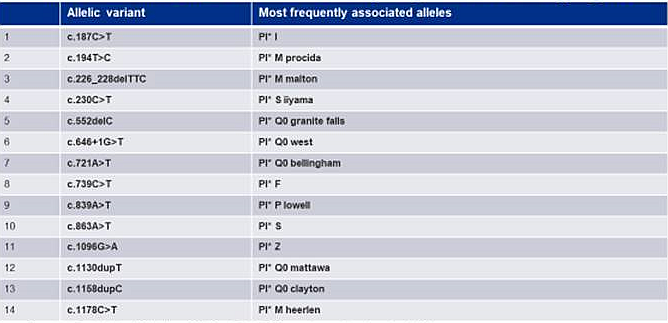 Allelic variant Most frequently associated alleles
1 c.187C>T PI* I
2 c.194T>C PI* M procida
3 c.226_228delTTC PI* M malton
4 c.230C>T PI* S iiyama
5 c.552delC PI* Q0 granite falls
6 c.646+1G>T PI* Q0 west
7 c.721A>T PI* Q0 bellingham
8 c.739C>T PI* F
9 c.839A>T PI* P lowell
10 c.863A>T PI* S
11 c.1096G>A PI* Z
12 c.1130dupT PI* Q0 mattawa
13 c.1158dupC PI* Q0 clayton
14 c.1178C>T PI* M heerlen